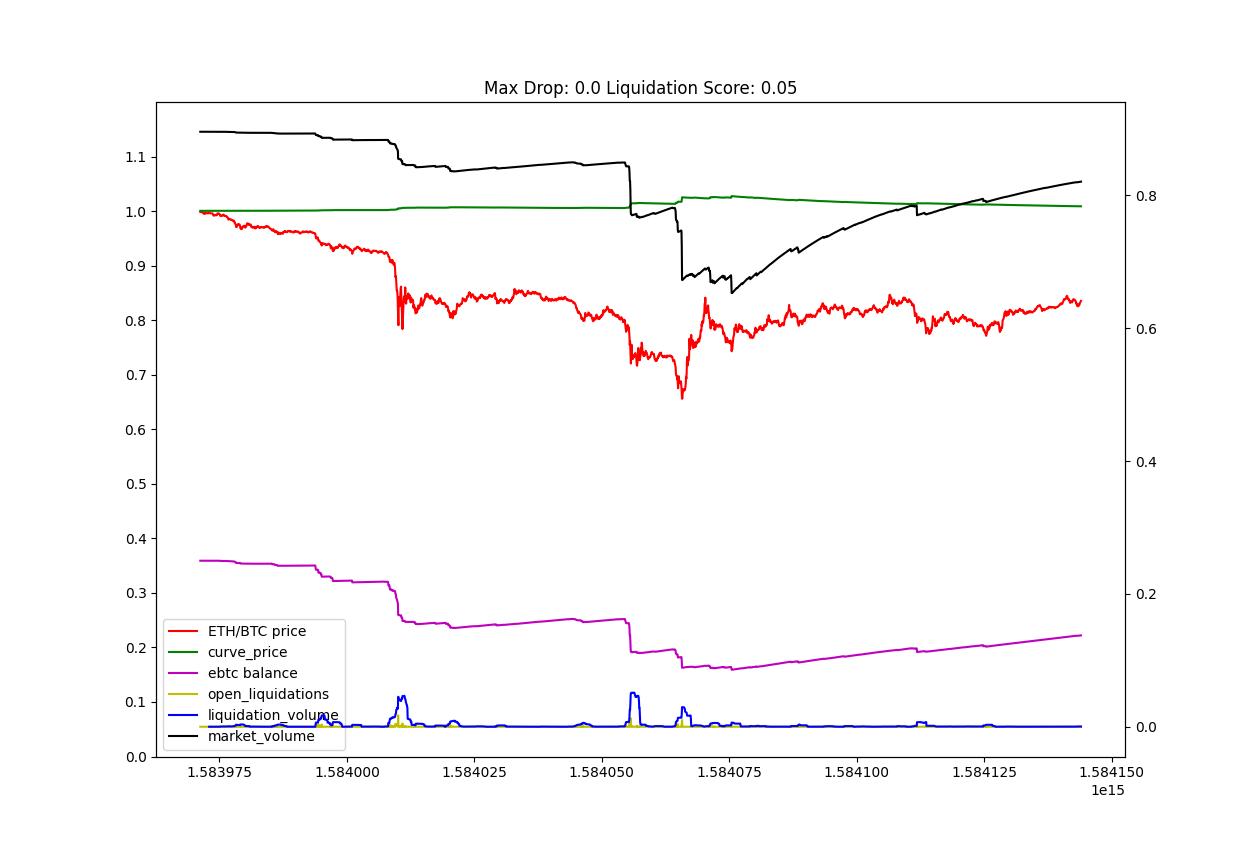 Max Drop: 0.0 Liquidation Score: 0.05
1.1
1.0
0.9
0.8
0.7
0.6
0.5
0.4
0.3
0.2
0.1
0.0
0.8
0.6
0.4
0.2
0.0
ETH/BTC price
curve_price
ebtc balance
open_liquidations
liquidation_volume
market_volume
1.583975 1.584000 1.584025 1.584050 1.584075 1.584100 1.584125 1.584150
1e15